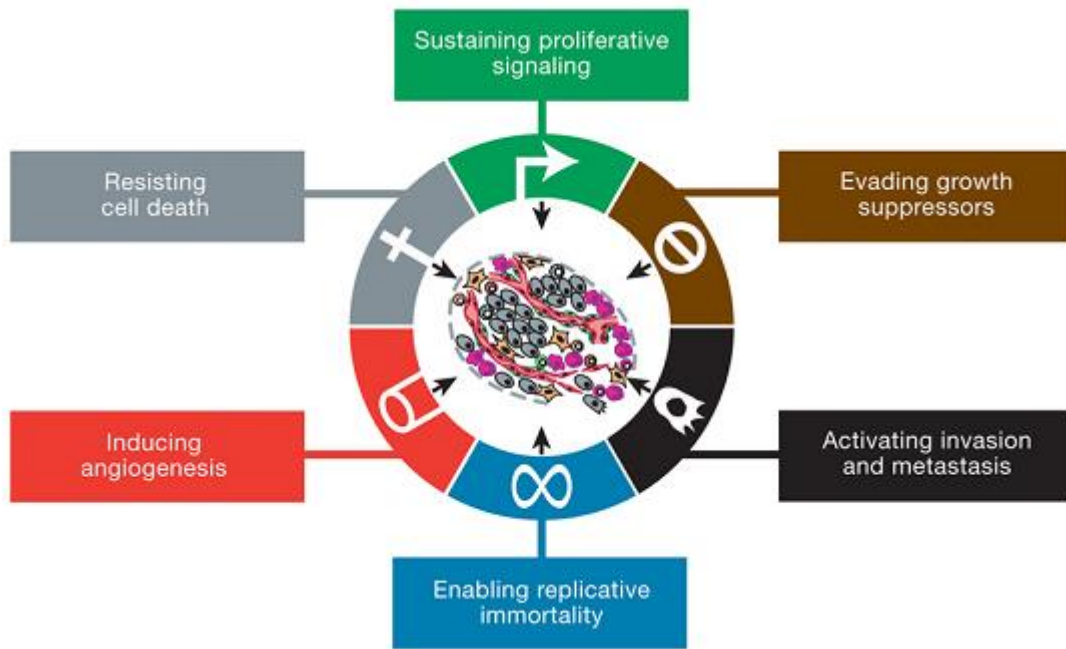 Sustaining proliferative
signaling
Resisting
cell death
Evading growth
suppressors
Inducing
angiogenesis
Activating invasion
and metastasis
Enabling replicative
immortality